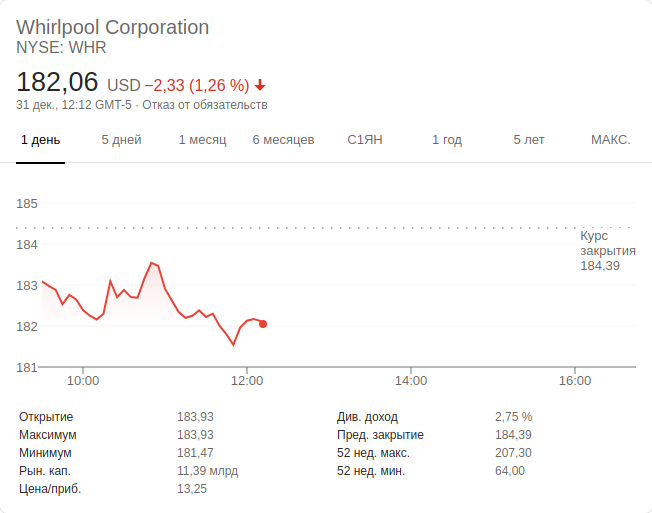 Whirlpool Corporation
NYSE: WHR
182,06 USD −2,33 (1,26 %)
31 дек., 12:12 GMT-5 · Отказ от обязательств
1 день 5 дней 1 месяц 6 месяцев С1ЯН 1 год 5 лет МАКС.
185
184
183
182
181
Курс
закрытия
184,39
10:00 12:00 14:00 16:00
Открытие 183,93 Див. доход 2,75 %
Максимум 183,93 Пред. закрытие 184,39
Минимум 181,47 52 нед. макс. 207,30
Рын. кап. 11,39 млрд 52 нед. мин. 64,00
Цена/приб. 13,25